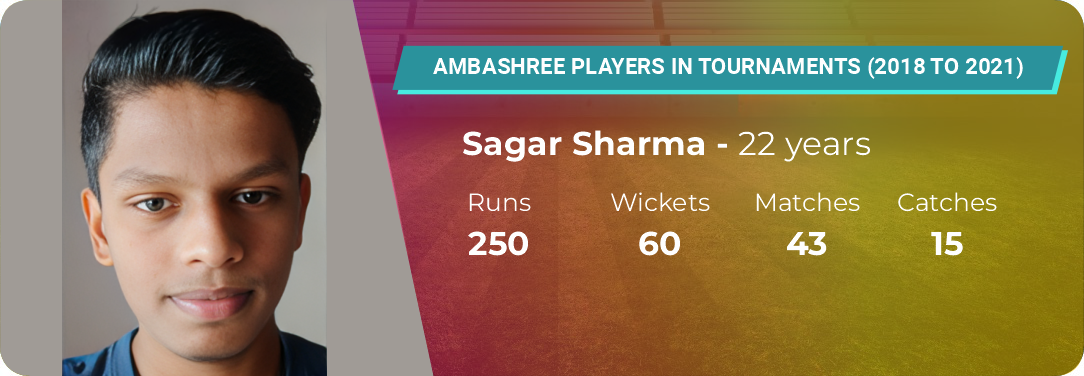 AMBASHREE PLAYERS IN TOURNAMENTS (2018 TO 2021)
Sagar Sharma - 22 years
Runs Wickets Matches Catches
250 60 43 15